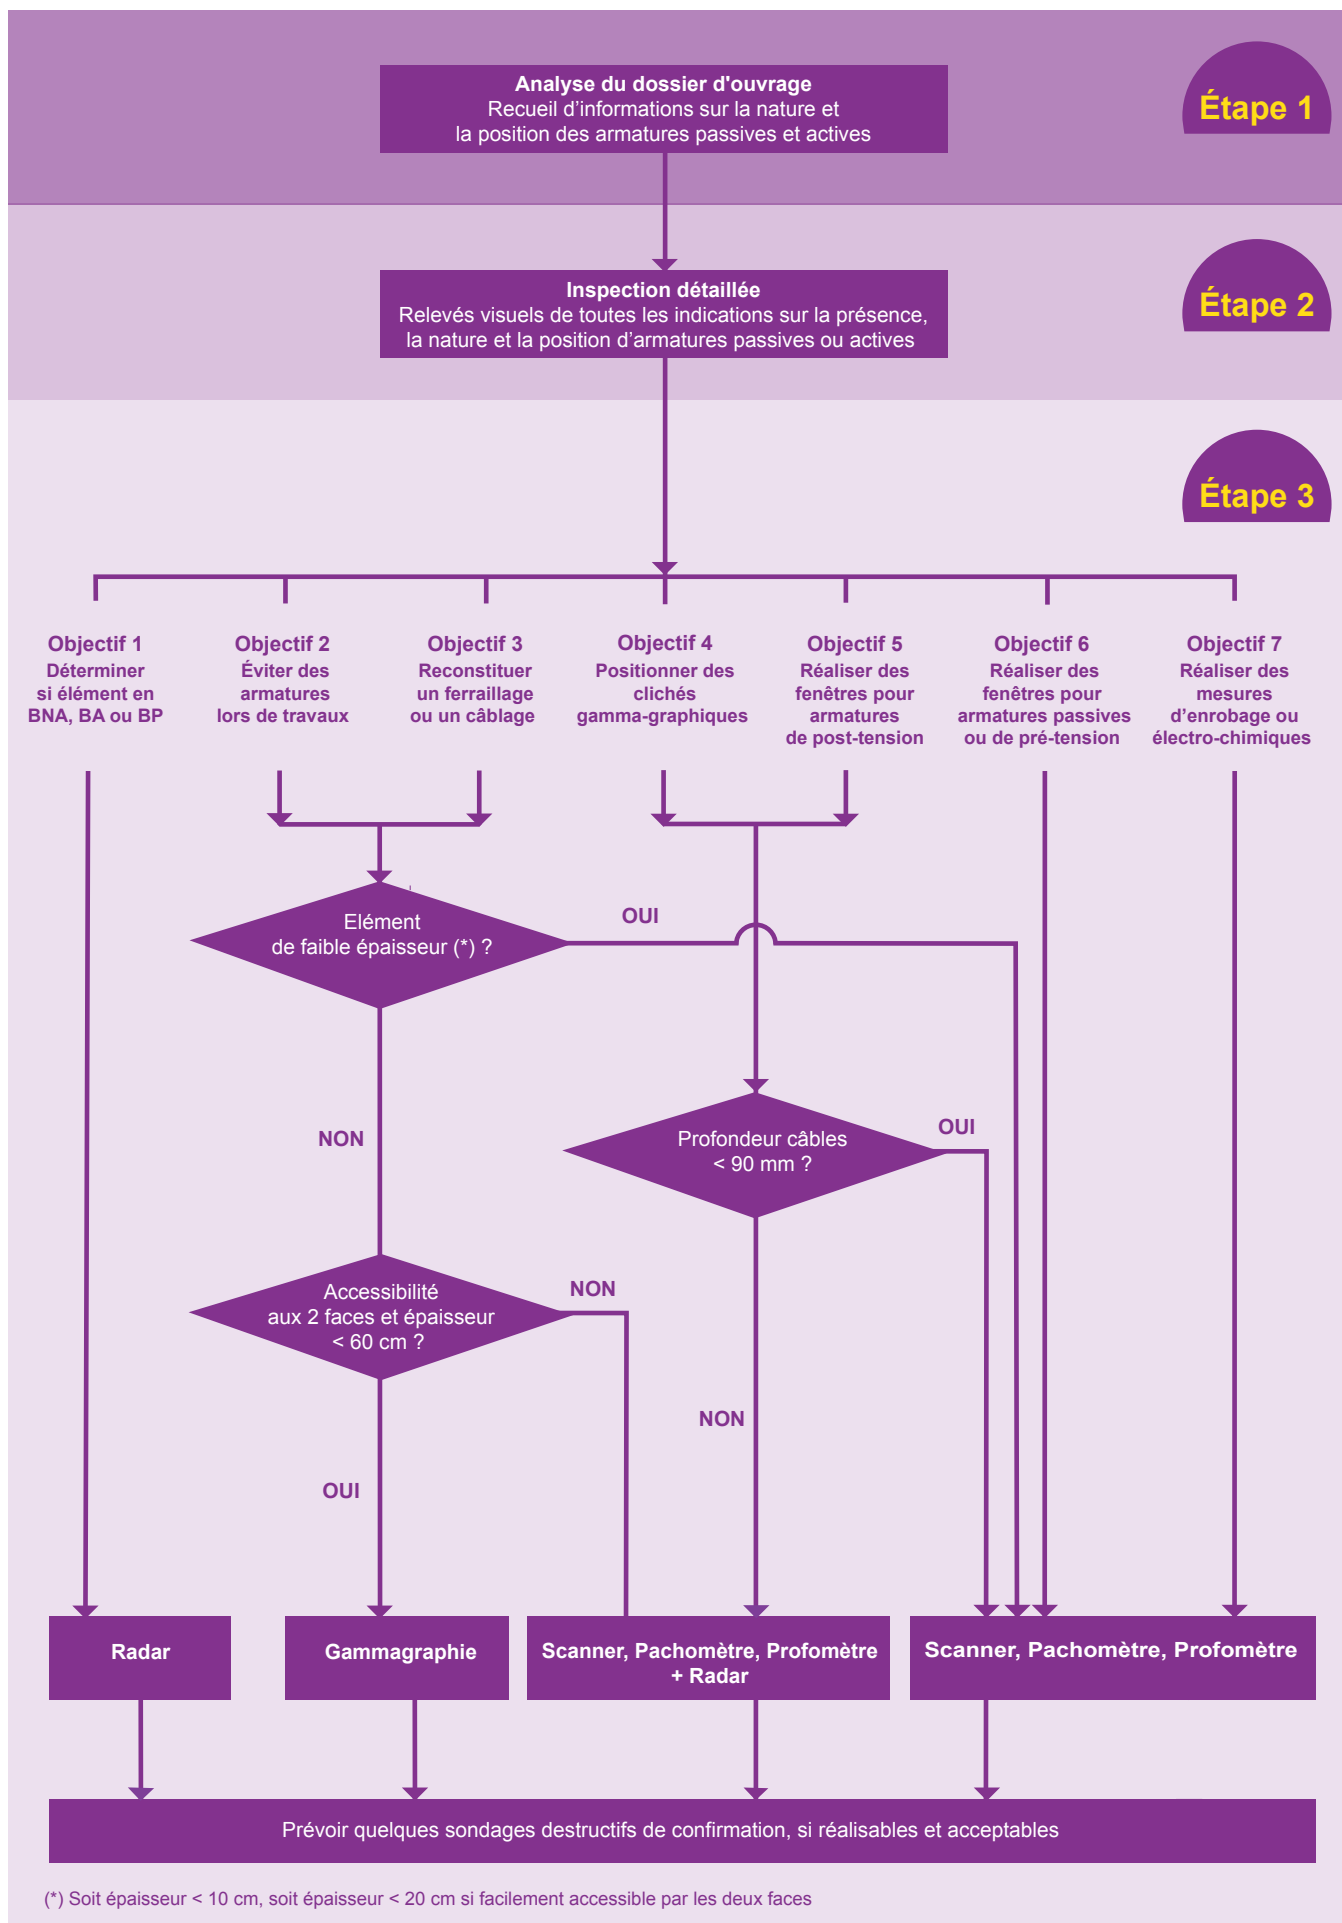 Analyse du dossier d'ouvrage
Recueil d’informations sur la nature et
la position des armatures passives et actives
Étape 1
Inspection détaillée
Relevés visuels de toutes les indications sur la présence,
la nature et la position d’armatures passives ou actives
Étape 2
Étape 3
Objectif 1
Déterminer
si élément en
BNA, BA ou BP
Objectif 2
Éviter des
armatures
lors de travaux
Objectif 3
Reconstituer
un ferraillage
ou un câblage
Objectif 4
Positionner des
clichés
gamma-graphiques
Objectif 5
Réaliser des
fenêtres pour
armatures
de post-tension
Objectif 6
Réaliser des
fenêtres pour
armatures passives
ou de pré-tension
Objectif 7
Réaliser des
mesures
d’enrobage ou
électro-chimiques
Elément
de faible épaisseur (*) ?
OUI
NON
Profondeur câbles
< 90 mm ?
OUI
Accessibilité
aux 2 faces et épaisseur
< 60 cm ?
NON
NON
OUI
Radar
Gammagraphie
Scanner, Pachomètre, Profomètre
+ Radar
Scanner, Pachomètre, Profomètre
Prévoir quelques sondages destructifs de confirmation, si réalisables et acceptables
(*) Soit épaisseur < 10 cm, soit épaisseur < 20 cm si facilement accessible par les deux faces